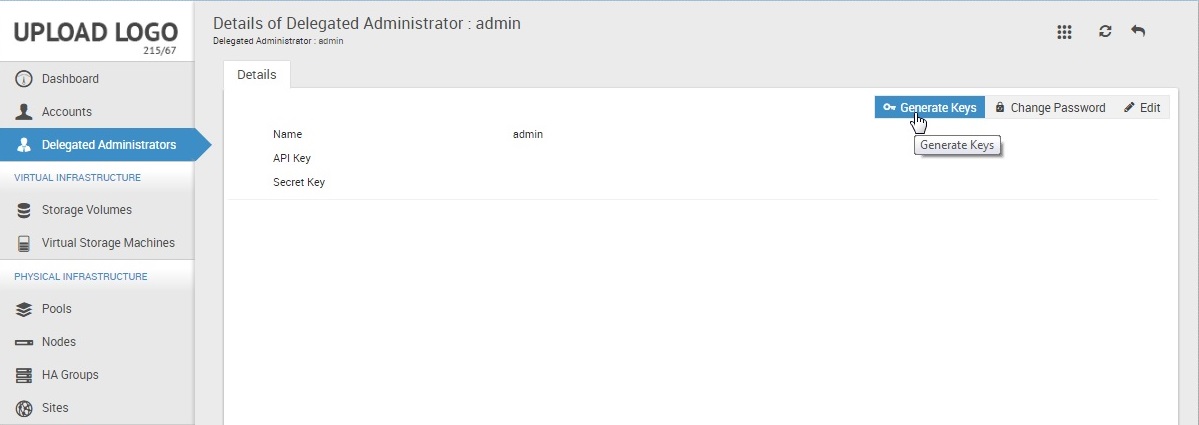 UPLOAD LOGO
215/67
Dashboard
Accounts
Delegated Administrators
VIRTUAL INFRASTRUCTURE
Storage Volumes
Virtual Storage Machines
PHYSICAL INFRASTRUCTURE
Pools
Nodes
HA Groups
Sites
Details of Delegated Administrator : admin
Delegated Administrator : admin
Details
Generate Keys Change Password Edit
Generate Keys
Name admin
API Key
Secret Key